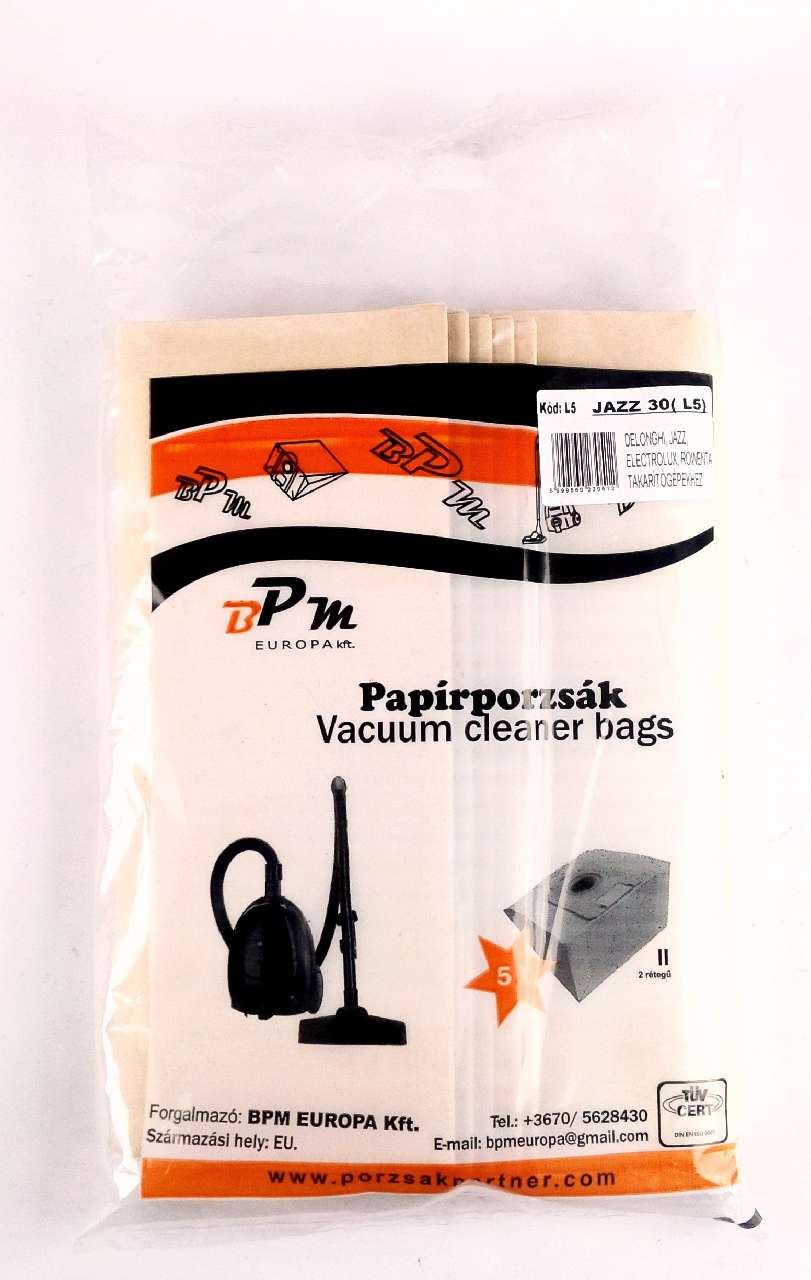 Kód: L5 JAZZ 30( L5)
DELONGHI, JAZZ,
ELECTROLUX, ROWENTA
TAKARÍTÓGÉPEKHEZ
BPM
BPM
BPM
EUROPA kft.
Papírporzsák
Vacuum cleaner bags
5
II
2 rétegű
Forgalmazó: BPM EUROPA Kft.
Származási hely: EU.
Tel.: +3670/ 5628430
E-mail: bpmeuropa@gmail.com
TÜV
CERT
www.porzsakpartner.com